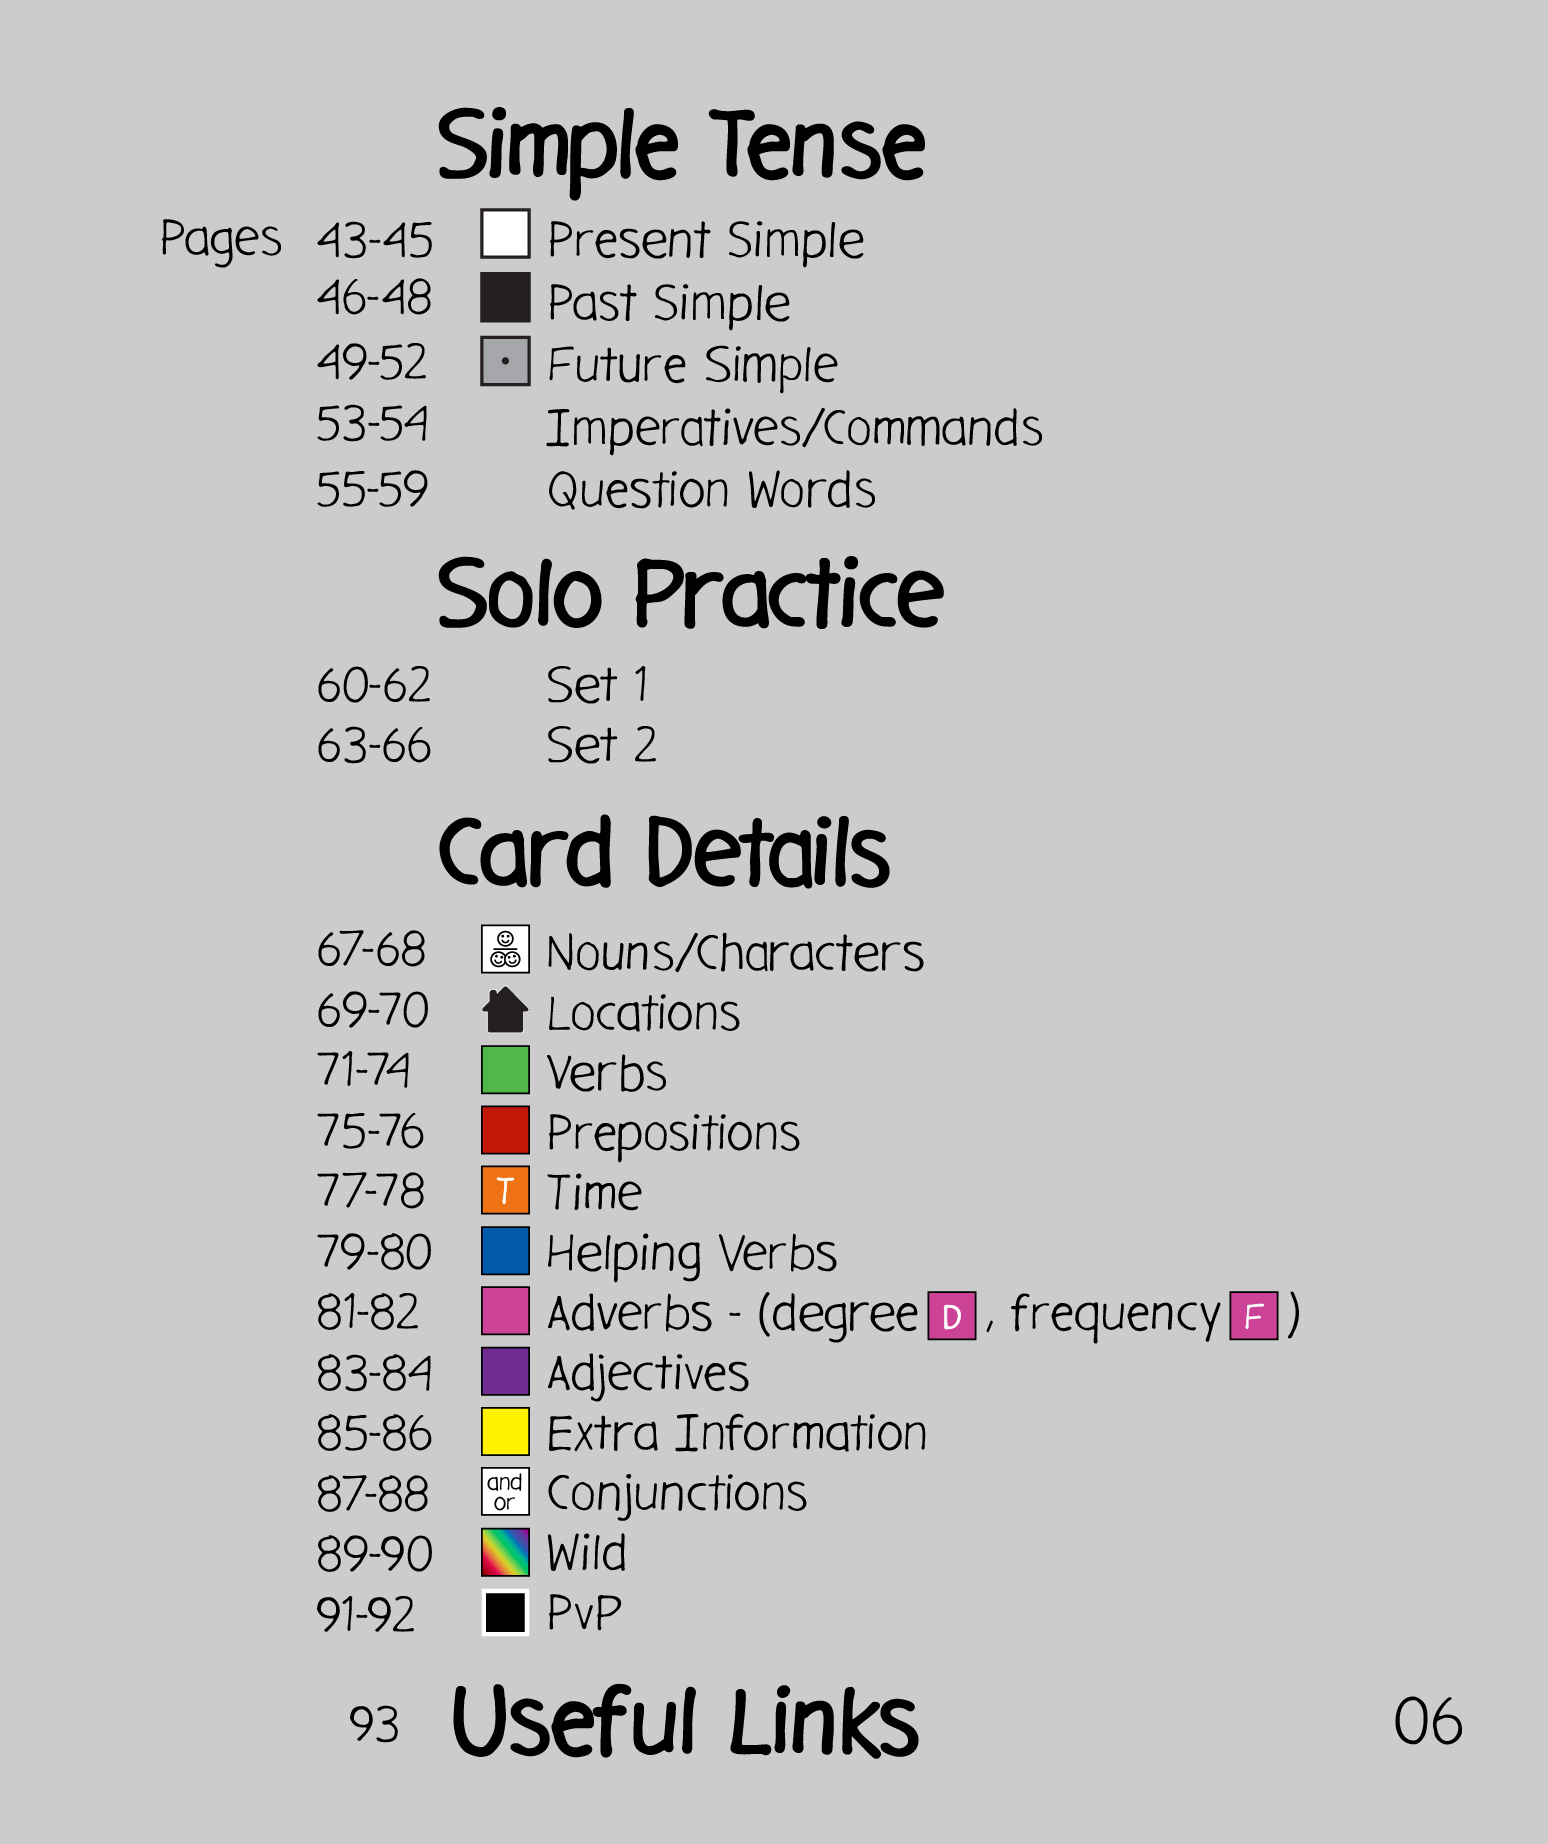 Simple Tense
Pages 43-45 Present Simple
46-48 Past Simple
49-52 Future Simple
53-54 Imperatives/Commands
55-59 Question Words
Solo Practice
60-62 Set 1
63-66 Set 2
Card Details
67-68 Nouns/Characters
69-70 Locations
71-74 Verbs
75-76 Prepositions
77-78 T Time
79-80 Helping Verbs
81-82 Adverbs - (degree D , frequency F )
83-84 Adjectives
85-86 Extra Information
87-88 and or Conjunctions
89-90 Wild
91-92 PvP
93 Useful Links
06